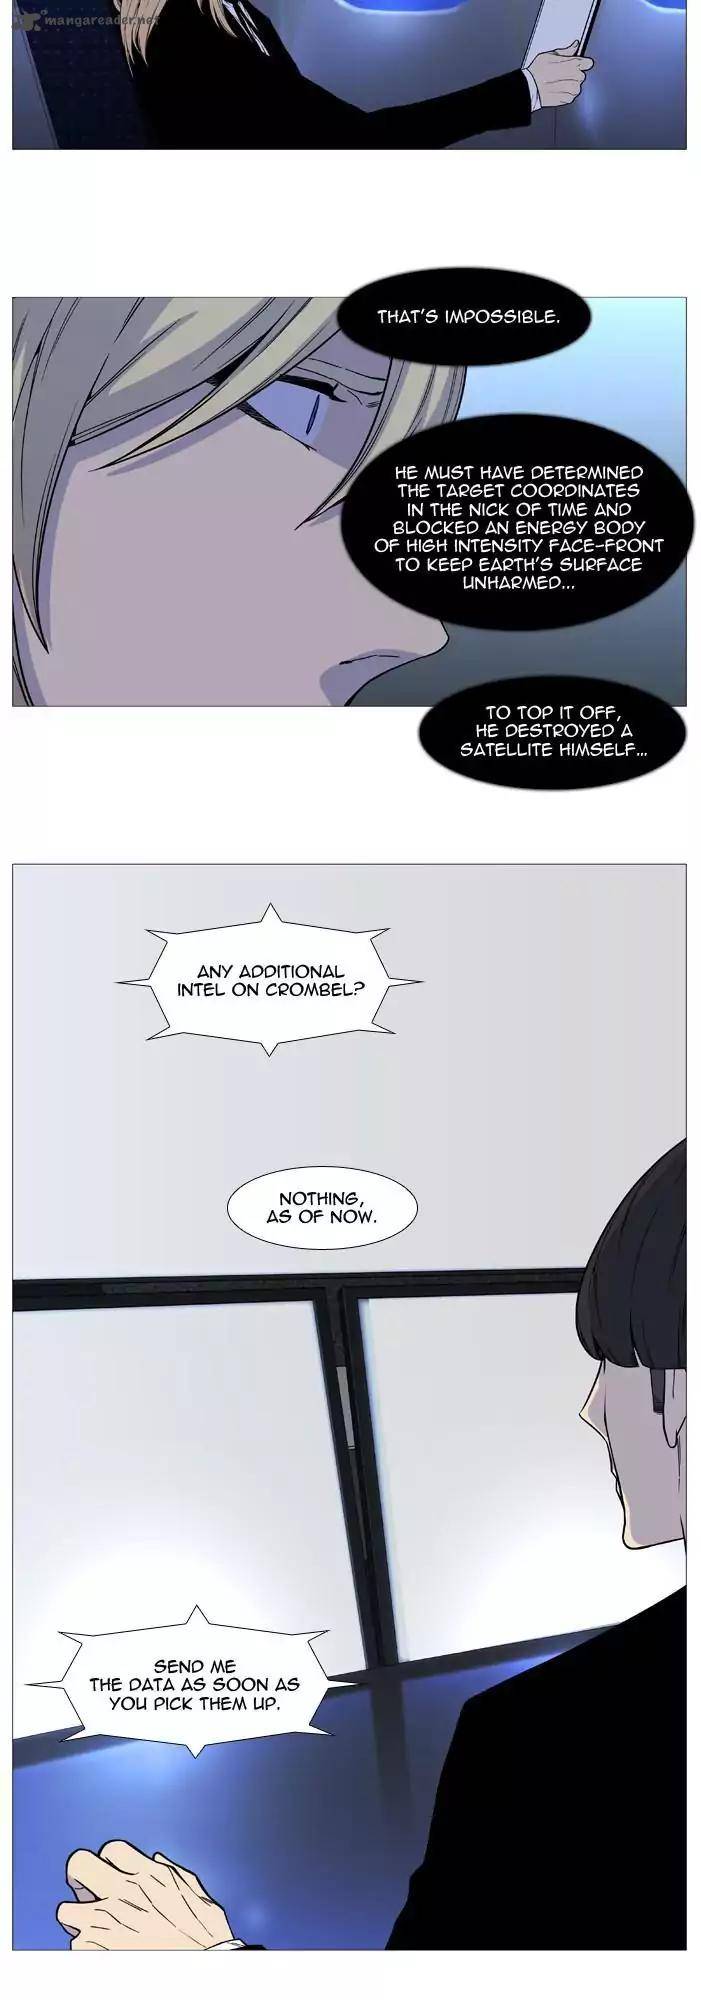 mangareader.net
THAT'S IMPOSSIBLE.
HE MUST HAVE DETERMINED
THE TARGET COORDINATES
IN THE NICK OF TIME AND
BLOCKED AN ENERGY BODY
OF HIGH INTENSITY FACE-FRONT
TO KEEP EARTH'S SURFACE
UNHARMED...
TO TOP IT OFF,
HE DESTROYED A
SATELLITE HIMSELF...
ANY ADDITIONAL
INTEL ON CROMBEL?
NOTHING,
AS OF NOW.
SEND ME
THE DATA AS SOON AS
YOU PICK THEM UP.